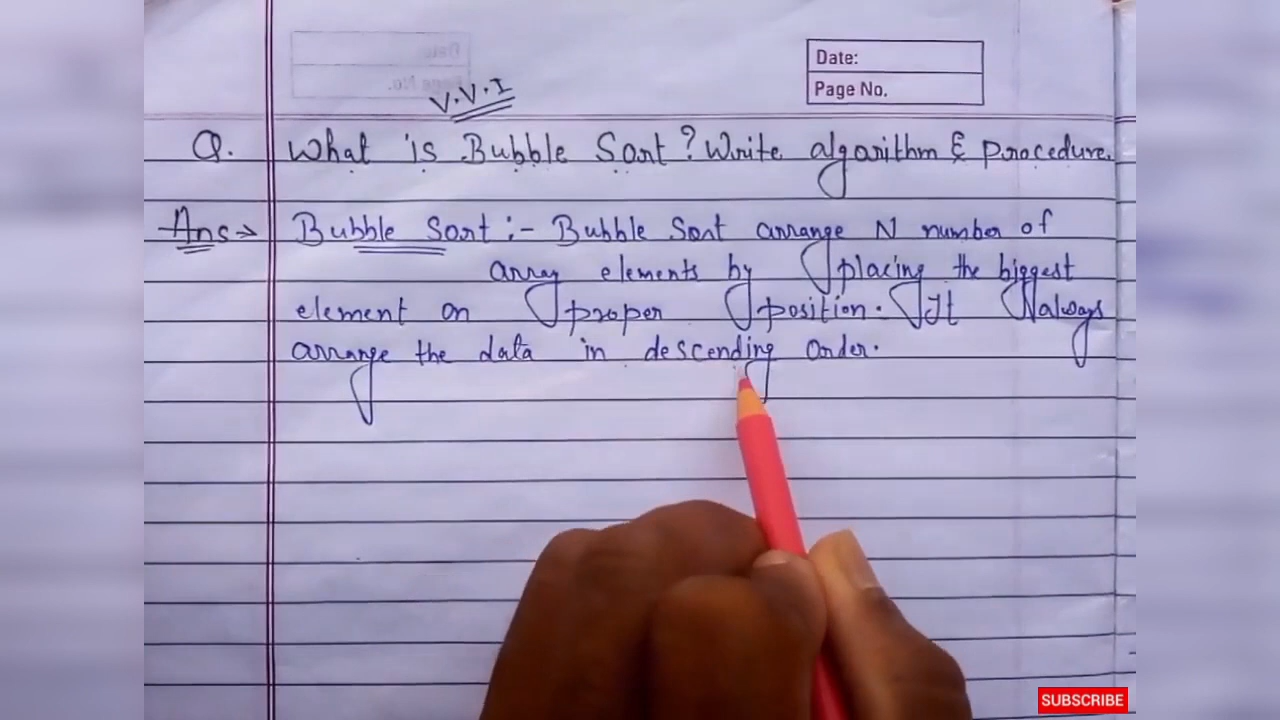 Date:
Page No.
V.V.I
Q. What is Bubble Sort? Write algorithm & procedure.
Ans→ Bubble Sort :- Bubble Sort arrange N number of
array elements by placing the biggest
element on proper position. It always
arrange the data in descending order.
SUBSCRIBE